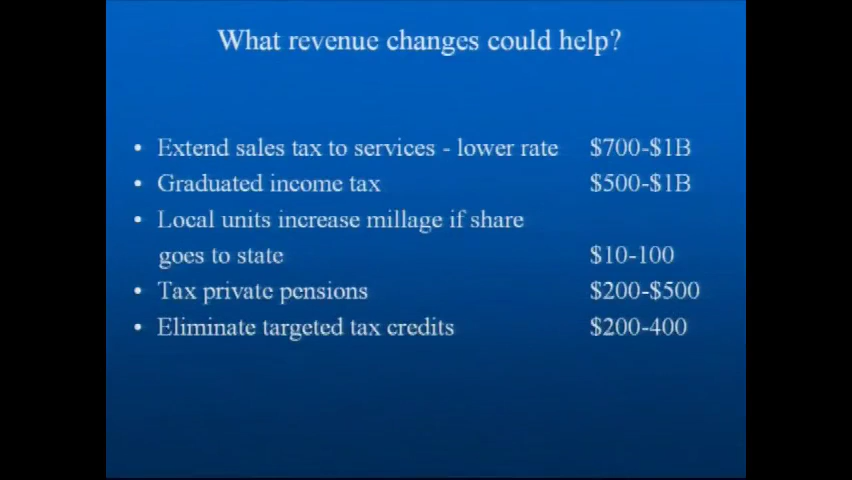 What revenue changes could help?
• Extend sales tax to services - lower rate $700-$1B
• Graduated income tax $500-$1B
• Local units increase millage if share
goes to state $10-100
• Tax private pensions $200-$500
• Eliminate targeted tax credits $200-400